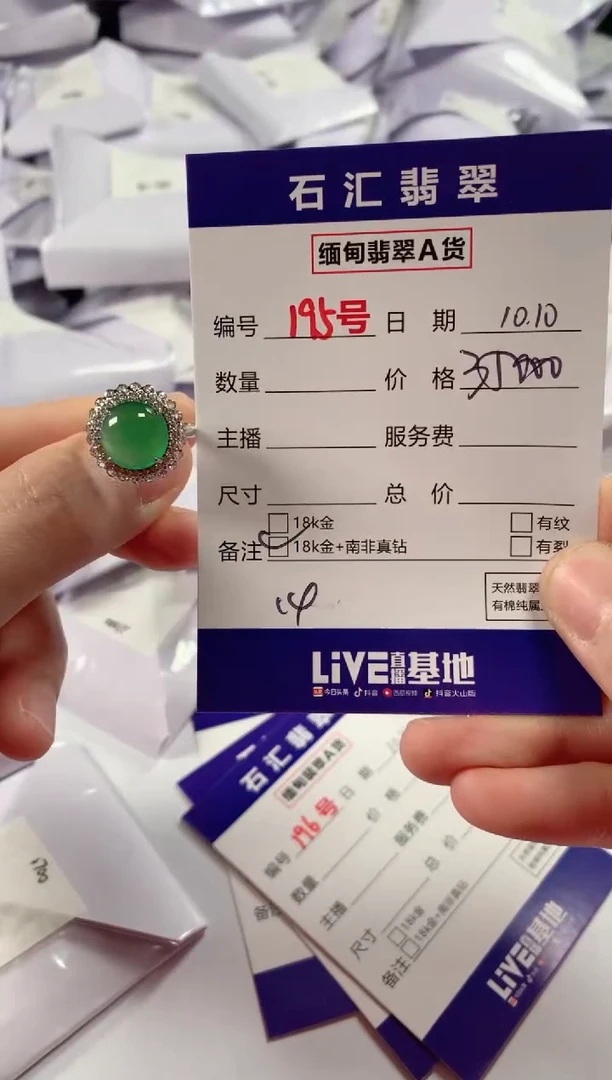 石汇翡翠
缅甸翡翠A货
编号 195号 日期 10.10
数量 价格
主播 服务费
尺寸 总价
18k金 有纹
备注 18k金+南非真钻 有裂
天然翡翠
有棉纯属
14
LiVE直播基地
今日头条 抖音 西瓜视频 抖音火山版
石汇翡翠
缅甸翡翠A货
编号 196号 日期
数量 价格
主播 服务费
尺寸 总价
18k金
备注 18k金+南非真钻
LiVE直播基地